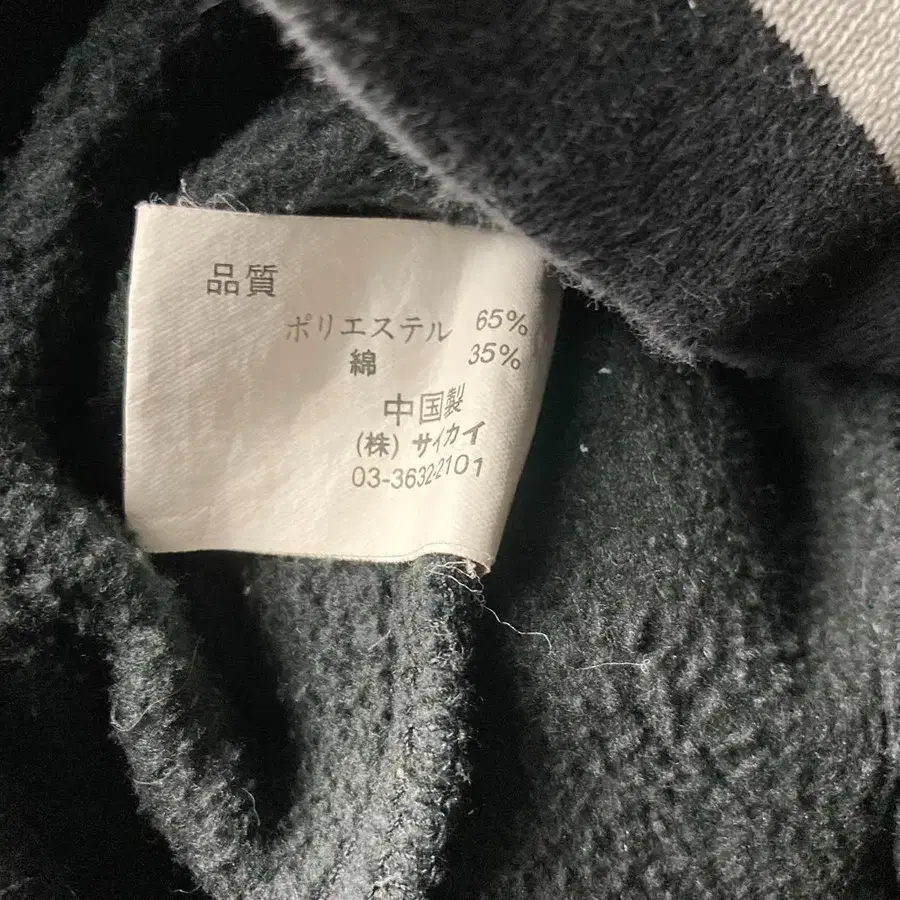 品質
ポリエステル 65%
綿 35%
中国製
(株) サイカイ
03-3632-2101